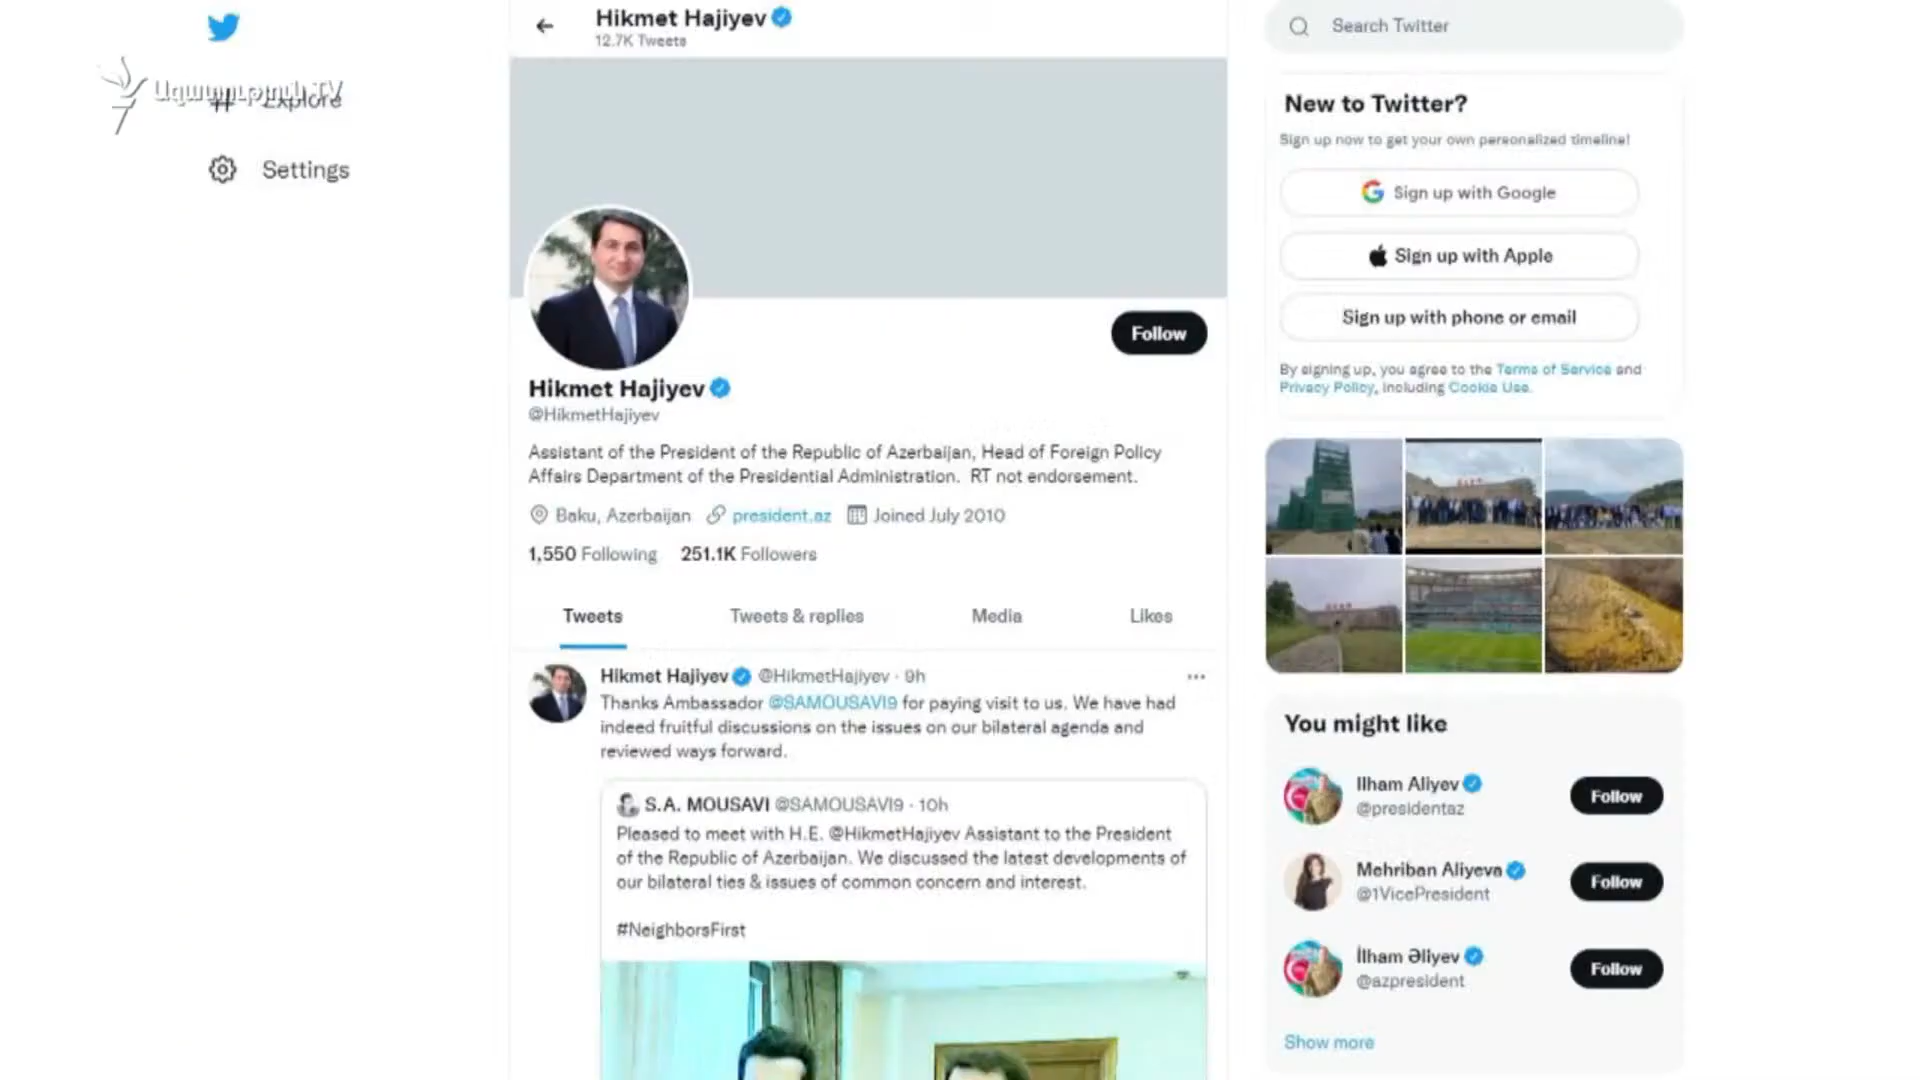 Hikmet Hajiyev
12.7K Tweets
Search Twitter
Ազատություն TV
Explore
Settings
New to Twitter?
Sign up now to get your own personalized timeline!
Sign up with Google
Sign up with Apple
Sign up with phone or email
By signing up, you agree to the Terms of Service and
Privacy Policy, including Cookie Use.
Follow
Hikmet Hajiyev
@HikmetHajiyev
Assistant of the President of the Republic of Azerbaijan, Head of Foreign Policy
Affairs Department of the Presidential Administration. RT not endorsement.
Baku, Azerbaijan president.az Joined July 2010
1,550 Following 251.1K Followers
Tweets Tweets & replies Media Likes
Hikmet Hajiyev @HikmetHajiyev · 9h
Thanks Ambassador @SAMOUSAVI9 for paying visit to us. We have had
indeed fruitful discussions on the issues on our bilateral agenda and
reviewed ways forward.
S.A. MOUSAVI @SAMOUSAVI9 · 10h
Pleased to meet with H.E. @HikmetHajiyev Assistant to the President
of the Republic of Azerbaijan. We discussed the latest developments of
our bilateral ties & issues of common concern and interest.
#NeighborsFirst
You might like
Ilham Aliyev
@presidentaz
Follow
Mehriban Aliyeva
@1VicePresident
Follow
İlham Əliyev
@azpresident
Follow
Show more